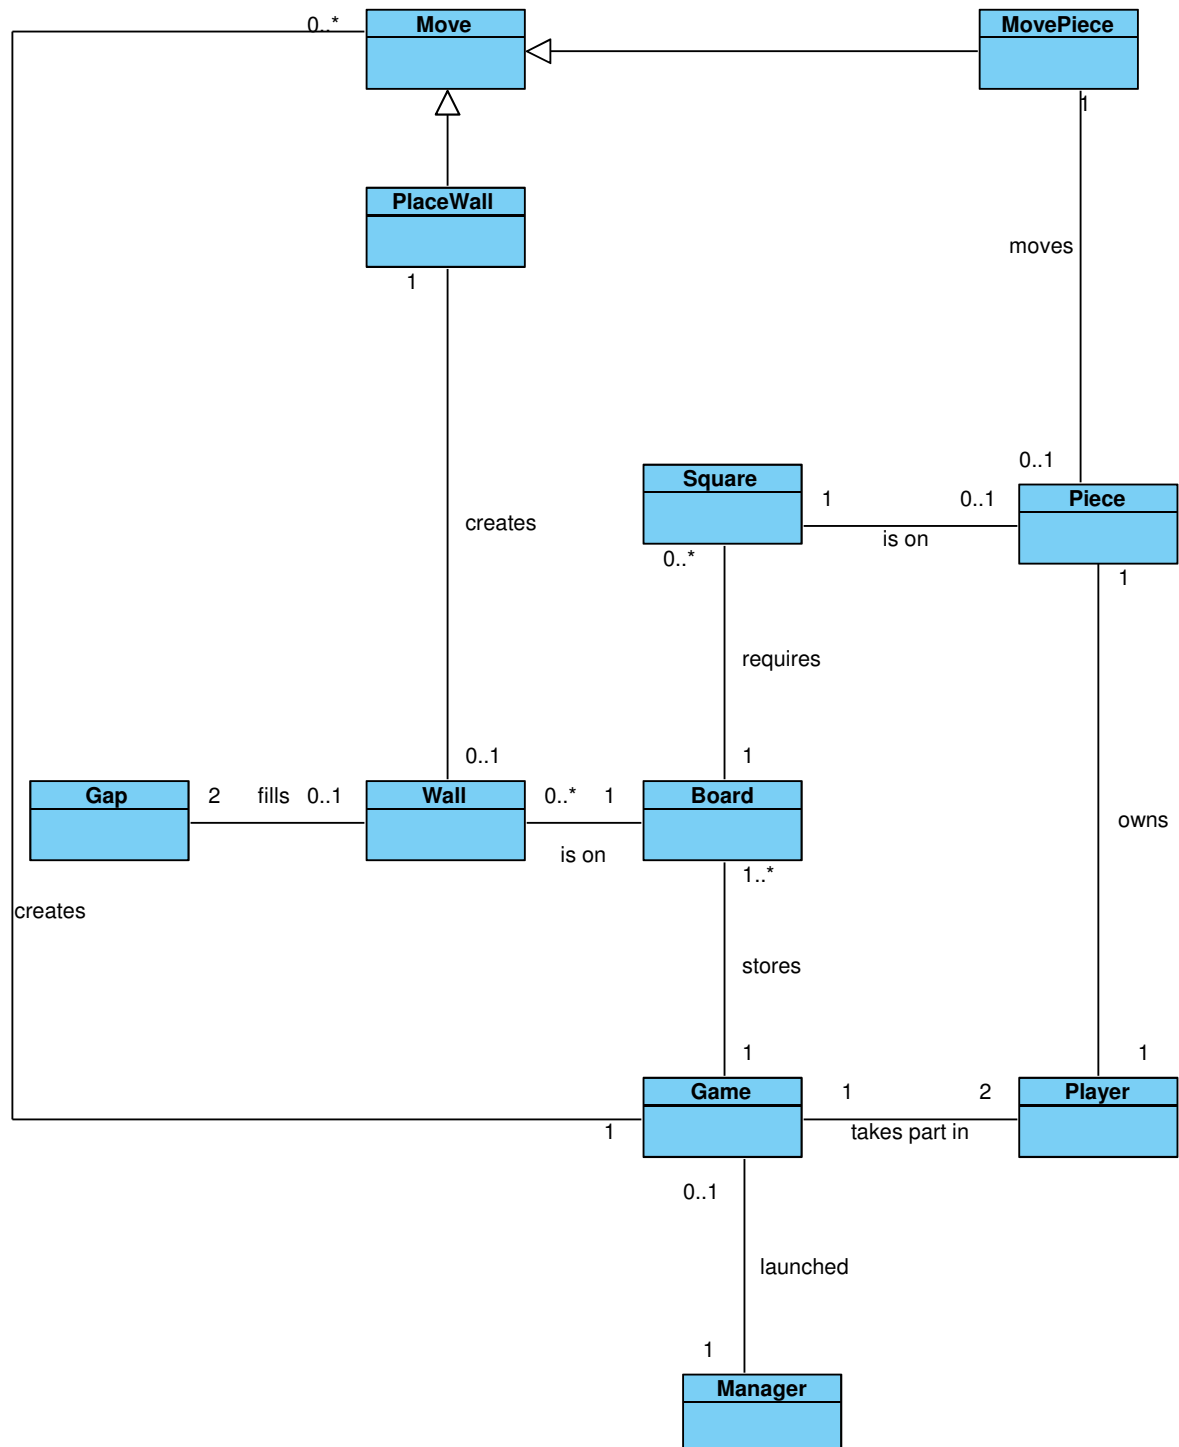 0..*
Move
MovePiece
1
PlaceWall
1
moves
0..1
Square
1
0..1
Piece
creates
is on
0..*
1
requires
0..1
1
Gap
2
fills
0..1
Wall
0..*
1
Board
owns
is on
1..*
creates
stores
1
1
Game
1
2
Player
1
takes part in
0..1
launched
1
Manager